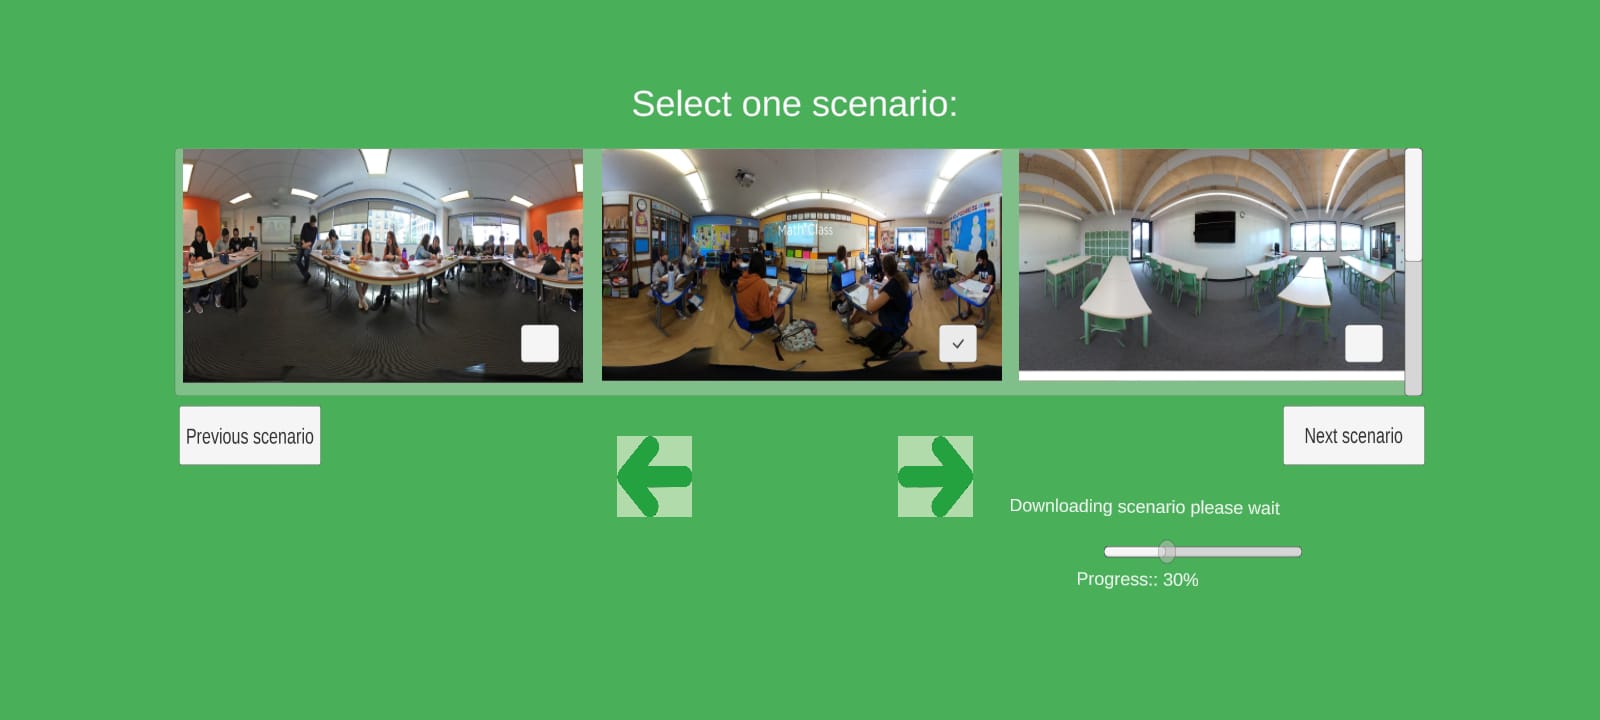 Select one scenario:
Math Class
Previous scenario
Next scenario
Downloading scenario please wait
Progress:: 30%